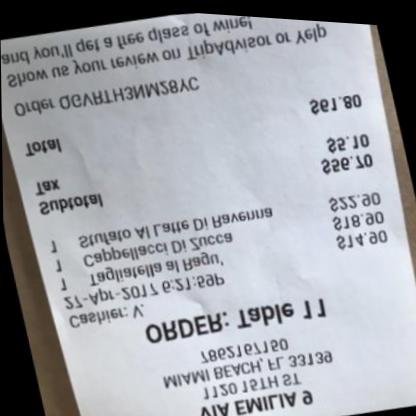 VIA EMILIA 9
1120 15TH ST
MIAMI BEACH, FL 33139
7862167150
ORDER: Table 11
Cashier: V.
27-Apr-2017 6:21:59P
1 Tagliatella al Ragu' $14.90
1 Cappellacci Di Zucca $18.90
1 Stufato Al Latte Di Ravenna $22.90
Subtotal $56.70
Tax $5.10
Total $61.80
Order QGVRTH3NM28YC
Show us your review on TripAdvisor or Yelp
and you'll get a free glass of wine!